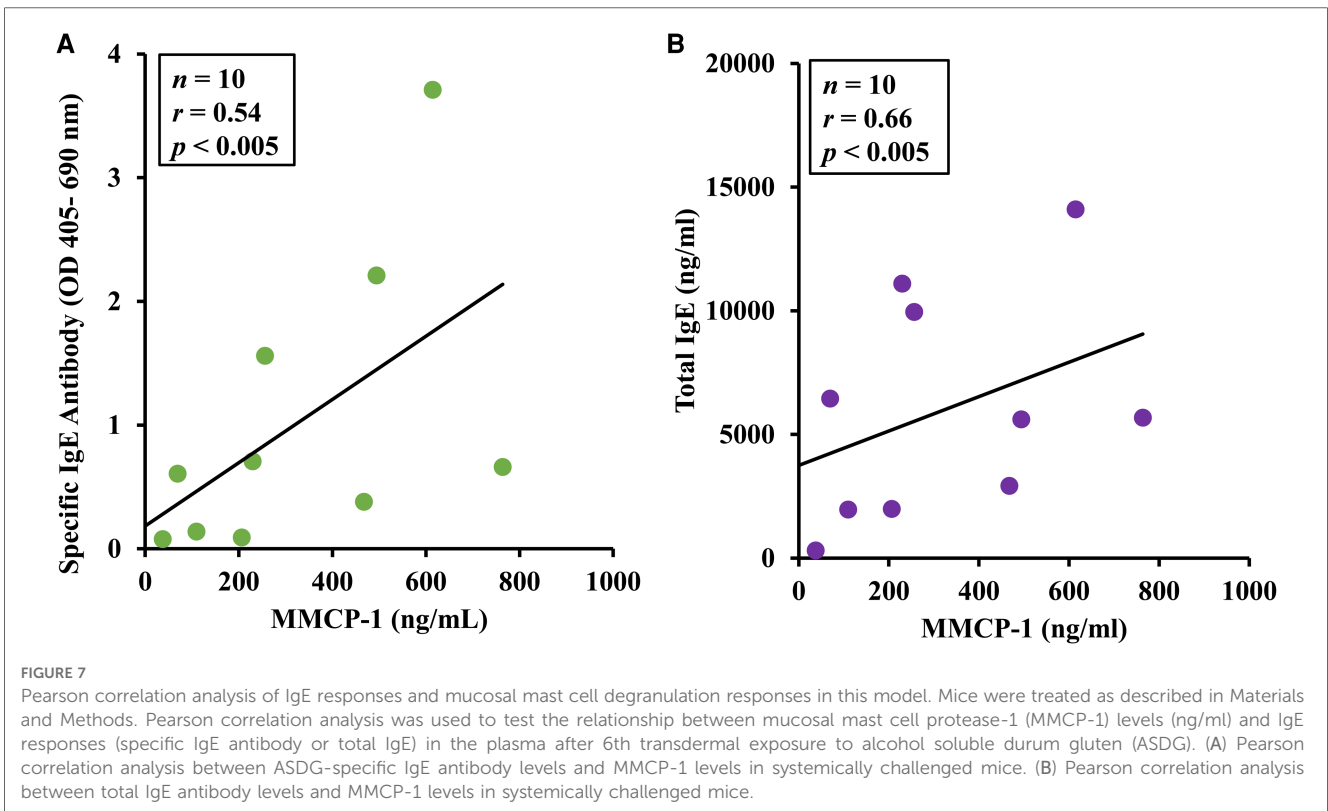 A
Specific IgE Antibody (OD 405- 690 nm)
4
3
2
1
0
n = 10
r = 0.54
p < 0.005
0 200 400 600 800 1000
MMCP-1 (ng/mL)
B
Total IgE (ng/ml)
20000
15000
10000
5000
0
n = 10
r = 0.66
p < 0.005
0 200 400 600 800 1000
MMCP-1 (ng/ml)
FIGURE 7
Pearson correlation analysis of IgE responses and mucosal mast cell degranulation responses in this model. Mice were treated as described in Materials
and Methods. Pearson correlation analysis was used to test the relationship between mucosal mast cell protease-1 (MMCP-1) levels (ng/ml) and IgE
responses (specific IgE antibody or total IgE) in the plasma after 6th transdermal exposure to alcohol soluble durum gluten (ASDG). (A) Pearson
correlation analysis between ASDG-specific IgE antibody levels and MMCP-1 levels in systemically challenged mice. (B) Pearson correlation analysis
between total IgE antibody levels and MMCP-1 levels in systemically challenged mice.